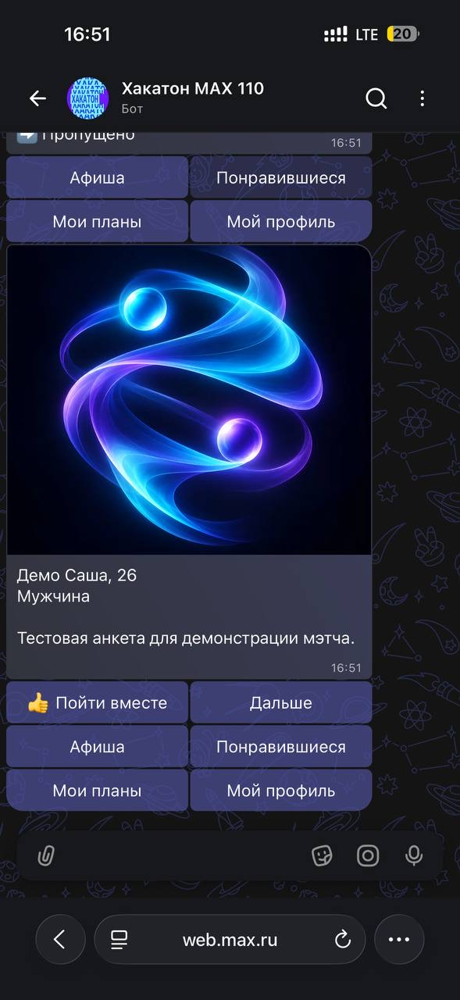 16:51
LTE 20
ХАКАТОН
Хакатон MAX 110
Бот
➡️ Пропущено
16:51
Афиша Понравившиеся
Мои планы Мой профиль
Демо Саша, 26
Мужчина
Тестовая анкета для демонстрации мэтча.
16:51
👍 Пойти вместе Дальше
Афиша Понравившиеся
Мои планы Мой профиль
web.max.ru